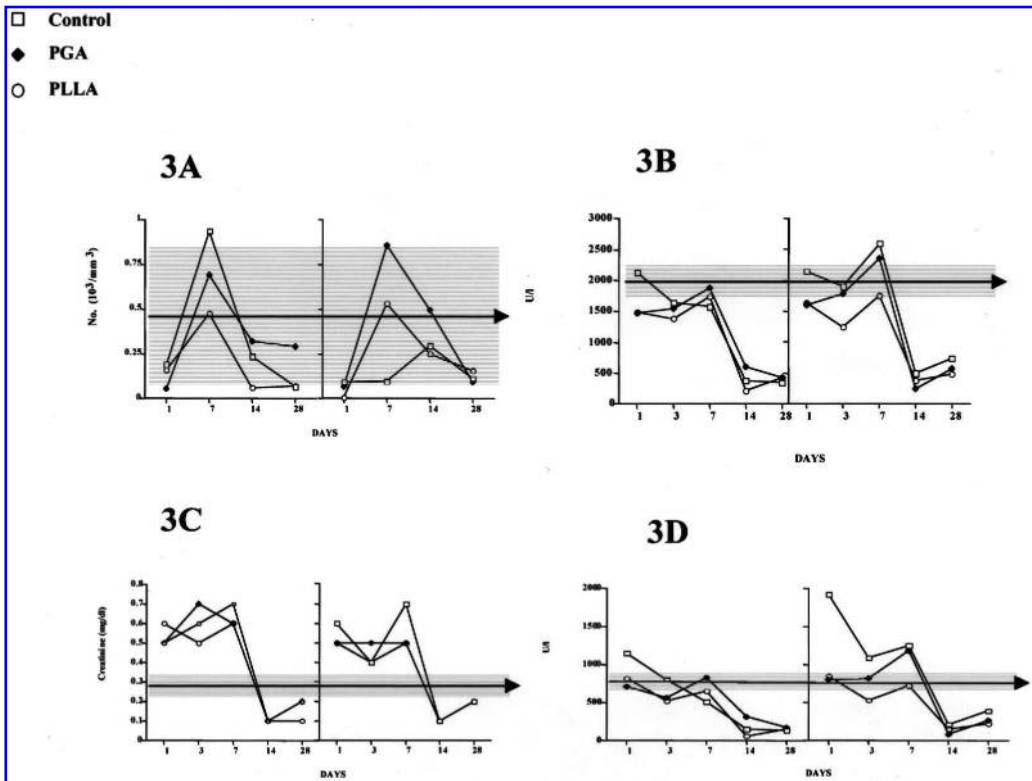 Control
PGA
PLLA
3A
3B
1
0.75
0.5
0.25
0
No. (10³/mm³)
1 7 14 28 1 7 14 28
DAYS
3000
2500
2000
1500
1000
500
0
U/l
1 3 7 14 28 1 3 7 14 28
DAYS
3C
3D
0.8
0.7
0.6
0.5
0.4
0.3
0.2
0.1
0
Creatinine (mg/dl)
1 3 7 14 28 1 3 7 14 28
DAYS
2000
1500
1000
500
0
U/l
1 3 7 14 28 1 3 7 14 28
DAYS